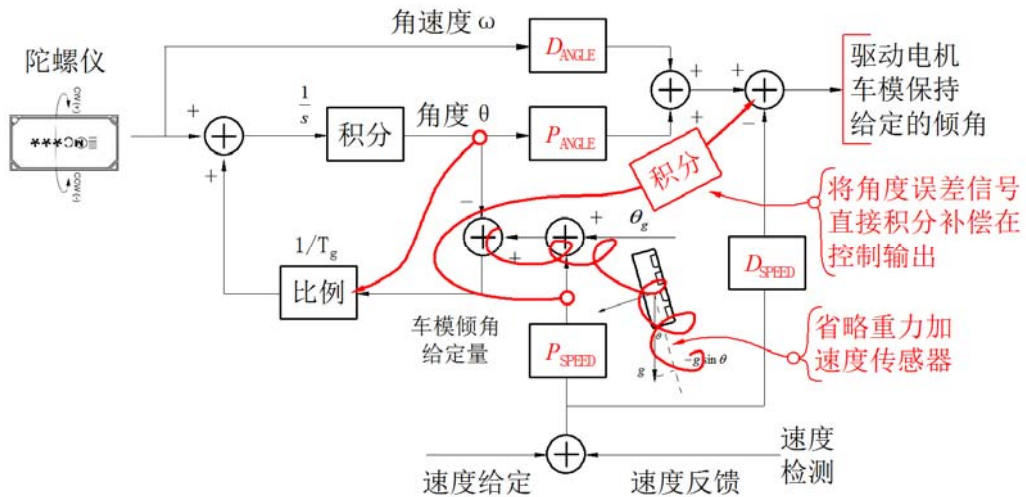 角速度 ω
D_ANGLE
陀螺仪
CW(+)
CCW(-)
1/s
积分
角度 θ
P_ANGLE
驱动电机
车模保持
给定的倾角
积分
将角度误差信号
直接积分补偿在
控制输出
θg
1/Tg
比例
车模倾角
给定量
P_SPEED
D_SPEED
θ
g
-g sin θ
省略重力加
速度传感器
速度给定
速度反馈
速度
检测
+
+
+
+
+
+
−
−
+
+